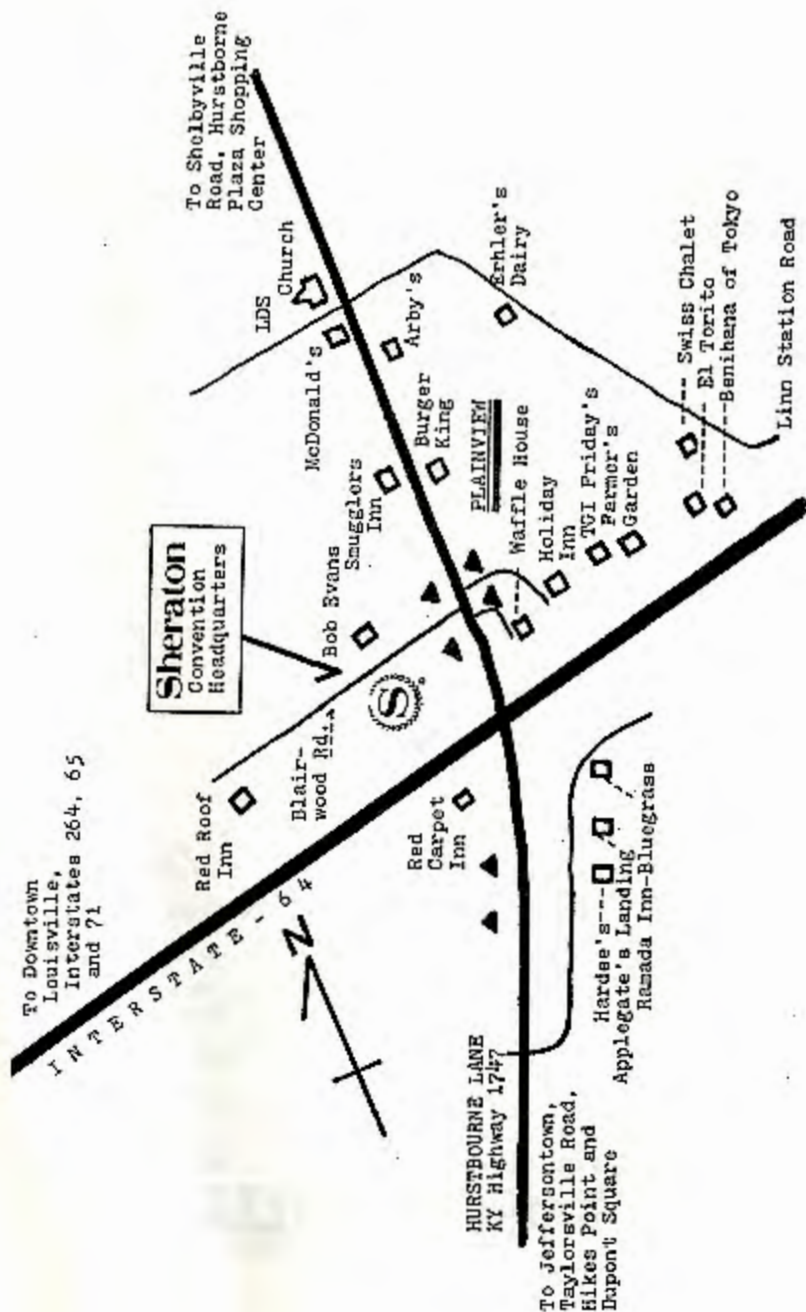 To Shelbyville
Road, Hurstborne
Plaza Shopping
Center
LDS
Church
McDonald's
Arby's
Erhler's
Dairy
Sheraton
Convention
Headquarters
Bob Evans
Smugglers
Inn
Burger
King
PLAINVIEW
Waffle House
Holiday
Inn
TGI Friday's
Farmer's
Garden
Swiss Chalet
El Torito
Benihana of Tokyo
Linn Station Road
To Downtown
Louisville,
Interstates 264, 65
and 71
INTERSTATE-64
Red Roof
Inn
Blair-
wood Rd.
S
N
Red
Carpet
Inn
HURSTBOURNE LANE
KY Highway 1747
Hardee's
Applegate's Landing
Ramada Inn-Bluegrass
To Jeffersontown,
Taylorsville Road,
Hikes Point and
Dupont Square